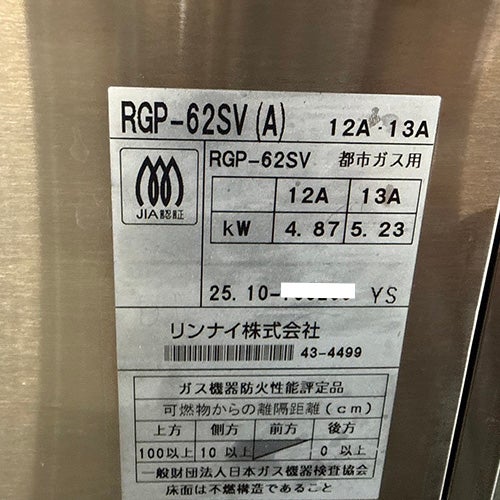 RGP-62SV(A) 12A・13A
JIA認証
RGP-62SV 都市ガス用
12A 13A
kW 4.87 5.23
25.10- YS
リンナイ株式会社
43-4499
ガス機器防火性能評定品
可燃物からの離隔距離(cm)
上方 側方 前方 後方
100以上 10以上 0以上
一般財団法人日本ガス機器検査協会
床面は不燃構造であること